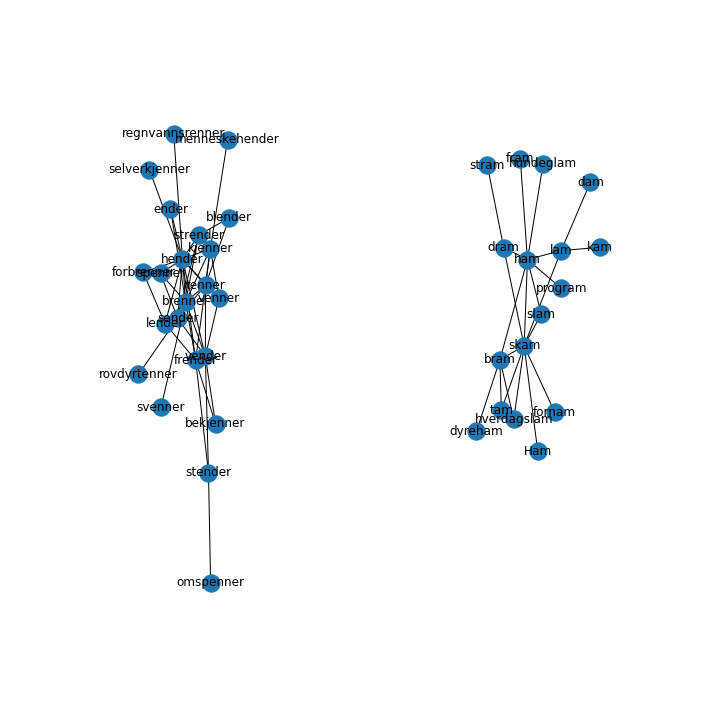 regnvannsrenner
menneskehender
selverkjenner
ender
blender
strender
kjenner
hender
forbrenner
spenner
renner
venner
brenner
sender
lender
vender
frender
rovdyrtenner
svenner
bekjenner
stender
omspenner
fram
hundeglam
stram
dam
dram
lam
kam
ham
program
slam
skam
bram
tam
forham
hverdagslam
dyreham
Ham